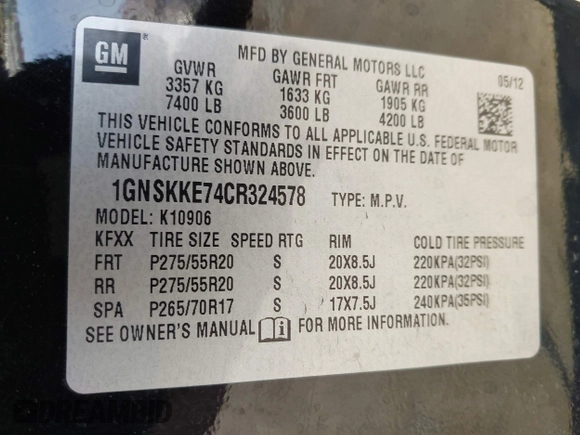 GM
®
MFD BY GENERAL MOTORS LLC
05/12
GVWR GAWR FRT GAWR RR
3357 KG 1633 KG 1905 KG
7400 LB 3600 LB 4200 LB
THIS VEHICLE CONFORMS TO ALL APPLICABLE U.S. FEDERAL MOTOR
VEHICLE SAFETY STANDARDS IN EFFECT ON THE DATE OF
MANUFACTURE SHOWN ABOVE.
1GNSKKE74CR324578 TYPE: M.P.V.
MODEL: K10906
KFXX TIRE SIZE SPEED RTG RIM COLD TIRE PRESSURE
FRT P275/55R20 S 20X8.5J 220KPA(32PSI)
RR P275/55R20 S 20X8.5J 220KPA(32PSI)
SPA P265/70R17 S 17X7.5J 240KPA(35PSI)
SEE OWNER'S MANUAL i FOR MORE INFORMATION.
DREAMBID